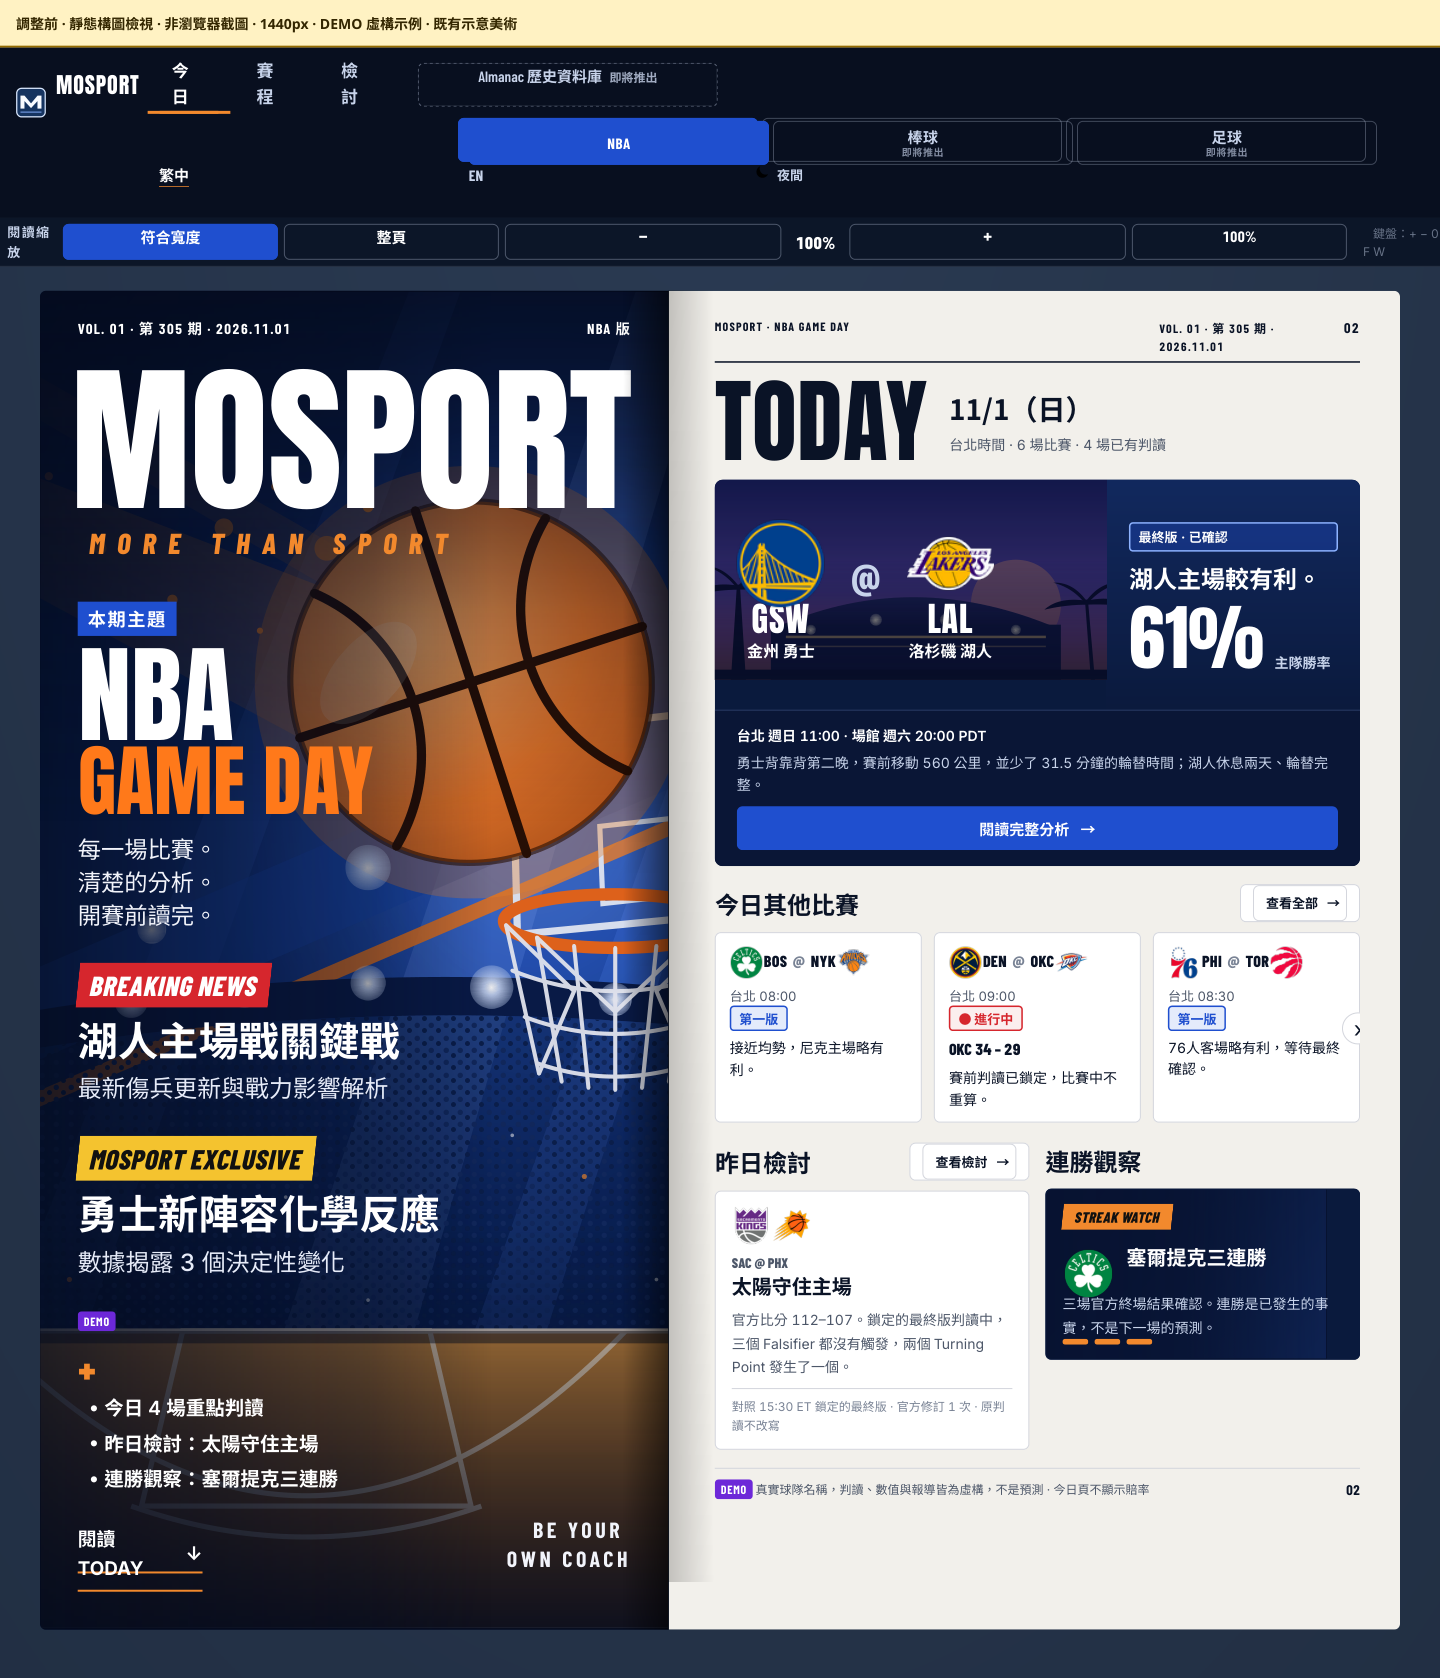 調整前 · 靜態構圖檢視 · 非瀏覽器截圖 · 1440px · DEMO 虛構示例 · 既有示意美術
MOSPORT
今日
賽程
檢討
Almanac 歷史資料庫 即將推出
NBA
棒球
即將推出
足球
即將推出
繁中
EN
夜間
閱讀縮放
符合寬度
整頁
−
100%
+
100%
鍵盤：+ − 0
F W
VOL. 01 · 第 305 期 · 2026.11.01
NBA 版
MOSPORT
MORE THAN SPORT
本期主題
NBA
GAME DAY
每一場比賽。
清楚的分析。
開賽前讀完。
BREAKING NEWS
湖人主場戰關鍵戰
最新傷兵更新與戰力影響解析
MOSPORT EXCLUSIVE
勇士新陣容化學反應
數據揭露 3 個決定性變化
DEMO
• 今日 4 場重點判讀
• 昨日檢討：太陽守住主場
• 連勝觀察：塞爾提克三連勝
閱讀
TODAY ↓
BE YOUR
OWN COACH
MOSPORT · NBA GAME DAY
VOL. 01 · 第 305 期 ·
2026.11.01
02
TODAY
11/1（日）
台北時間 · 6 場比賽 · 4 場已有判讀
GSW
金州 勇士
@
LAKERS
LAL
洛杉磯 湖人
最終版 · 已確認
湖人主場較有利。
61% 主隊勝率
台北 週日 11:00 · 場館 週六 20:00 PDT
勇士背靠背第二晚，賽前移動 560 公里，並少了 31.5 分鐘的輪替時間；湖人休息兩天、輪替完
整。
閱讀完整分析 →
今日其他比賽
查看全部 →
BOS @ NYK
台北 08:00
第一版
接近均勢，尼克主場略有
利。
DEN @ OKC
台北 09:00
進行中
OKC 34 – 29
賽前判讀已鎖定，比賽中不
重算。
76 PHI @ TOR
台北 08:30
第一版
76人客場略有利，等待最終
確認。
›
昨日檢討
查看檢討 →
KINGS
SAC @ PHX
太陽守住主場
官方比分 112–107。鎖定的最終版判讀中，
三個 Falsifier 都沒有觸發，兩個 Turning
Point 發生了一個。
對照 15:30 ET 鎖定的最終版 · 官方修訂 1 次 · 原判
讀不改寫
連勝觀察
STREAK WATCH
CELTICS
塞爾提克三連勝
三場官方終場結果確認。連勝是已發生的事
實，不是下一場的預測。
DEMO 真實球隊名稱，判讀、數值與報導皆為虛構，不是預測 · 今日頁不顯示賠率
02